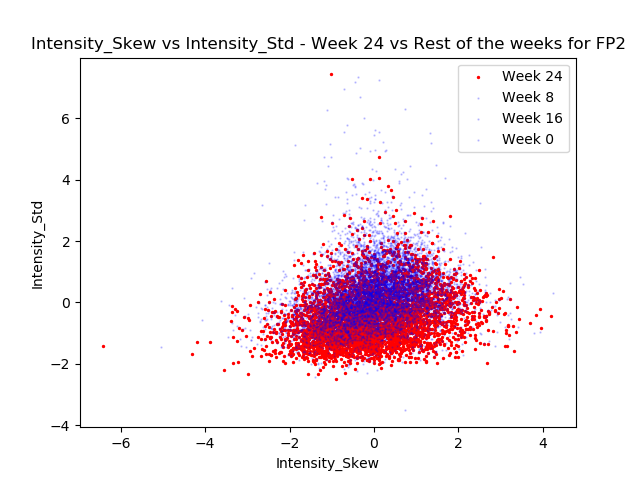 Intensity_Skew vs Intensity_Std - Week 24 vs Rest of the weeks for FP2
Week 24
Week 8
Week 16
Week 0
6
4
2
0
−2
−4
Intensity_Std
−6
−4
−2
0
2
4
Intensity_Skew